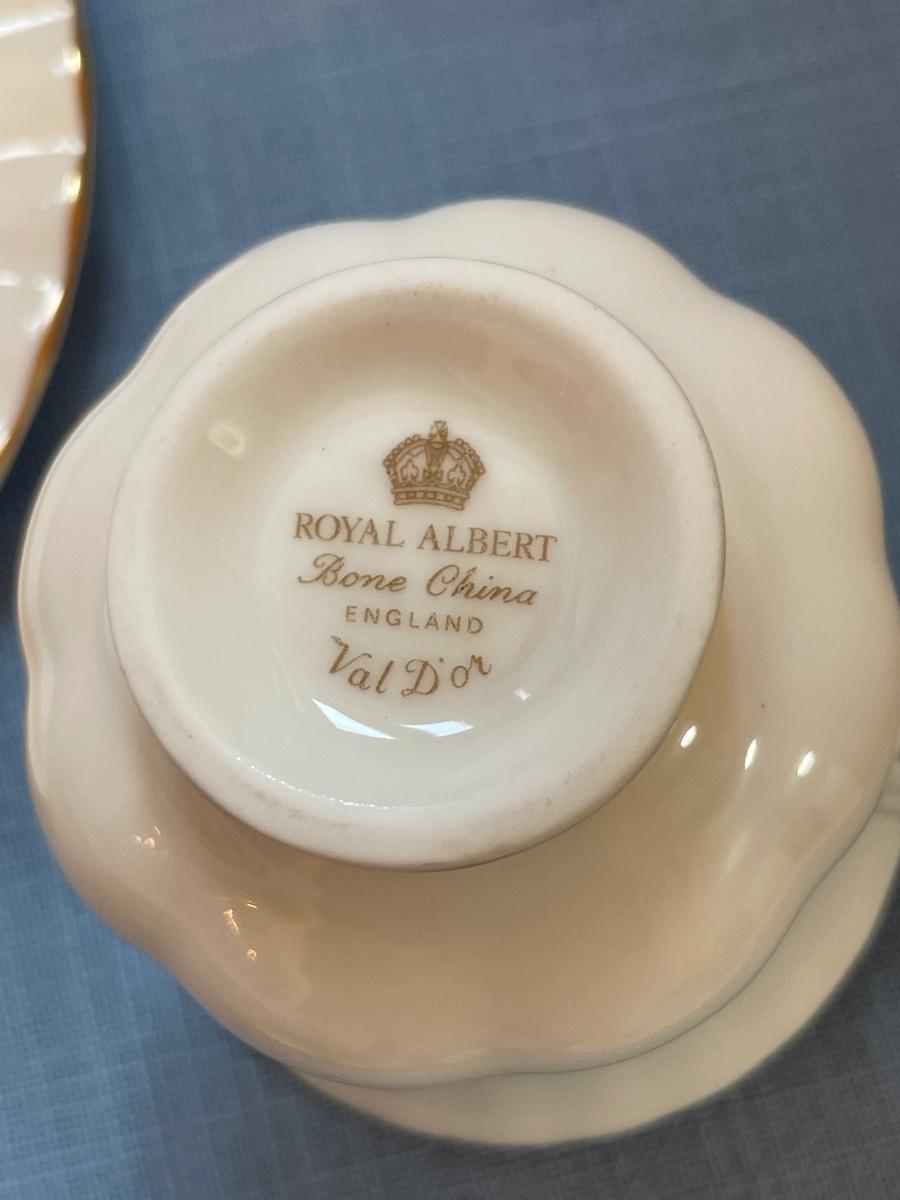 ROYAL ALBERT
Bone China
ENGLAND
Val D'or